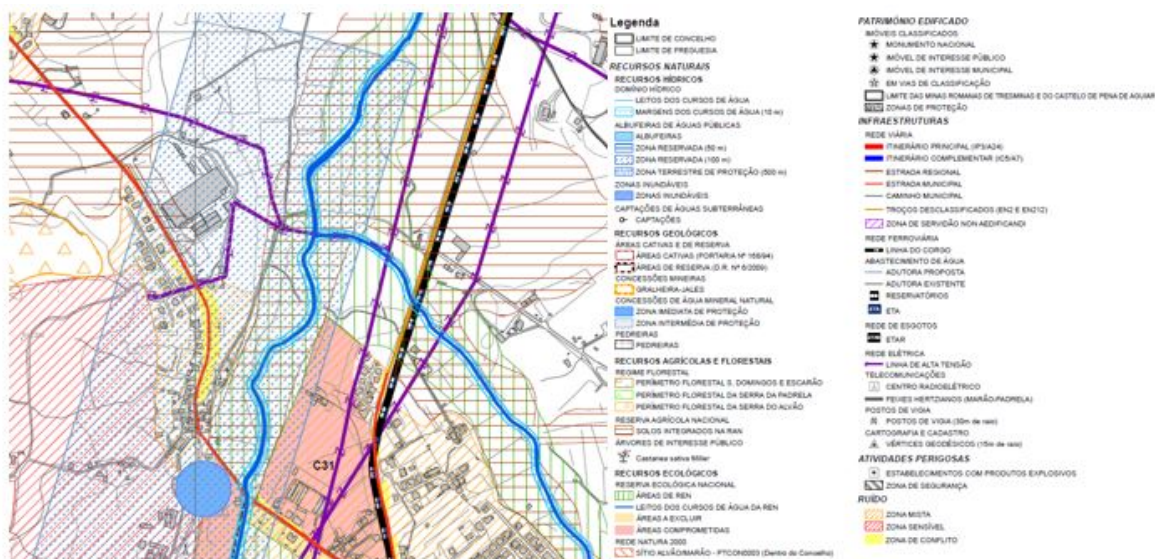 C31
Legenda
LIMITE DE CONCELHO
LIMITE DE FREGUESIA
RECURSOS NATURAIS
RECURSOS HÍDRICOS
DOMÍNIO HÍDRICO
LEITOS DOS CURSOS DE ÁGUA
MARGENS DOS CURSOS DE ÁGUA (10 m)
ALBUFEIRAS DE ÁGUAS PÚBLICAS
ALBUFEIRAS
ZONA RESERVADA (50 m)
ZONA RESERVADA (100 m)
ZONA TERRESTRE DE PROTEÇÃO (500 m)
ZONAS INUNDÁVEIS
ZONAS INUNDÁVEIS
CAPTAÇÕES DE ÁGUAS SUBTERRÂNEAS
CAPTAÇÕES
RECURSOS GEOLÓGICOS
ÁREAS CATIVAS E DE RESERVA
ÁREAS CATIVAS (PORTARIA Nº 168/94)
ÁREAS DE RESERVA (D.R. Nº 6/2009)
CONCESSÕES MINEIRAS
GRALHEIRA-JALES
CONCESSÕES DE ÁGUA MINERAL NATURAL
ZONA IMEDIATA DE PROTEÇÃO
ZONA INTERMÉDIA DE PROTEÇÃO
PEDREIRAS
PEDREIRAS
RECURSOS AGRÍCOLAS E FLORESTAIS
REGIME FLORESTAL
PERÍMETRO FLORESTAL S. DOMINGOS E ESCARÃO
PERÍMETRO FLORESTAL DA SERRA DA PADRELA
PERÍMETRO FLORESTAL DA SERRA DO ALVÃO
RESERVA AGRÍCOLA NACIONAL
SOLOS INTEGRADOS NA RAN
ÁRVORES DE INTERESSE PÚBLICO
Castanea sativa Miller
RECURSOS ECOLÓGICOS
RESERVA ECOLÓGICA NACIONAL
ÁREAS DE REN
LEITOS DOS CURSOS DE ÁGUA DA REN
ÁREAS A EXCLUIR
ÁREAS COMPROMETIDAS
REDE NATURA 2000
SÍTIO ALVÃO/MARÃO - PTCON0003 (Dentro do Concelho)
PATRIMÓNIO EDIFICADO
IMÓVEIS CLASSIFICADOS
MONUMENTO NACIONAL
IMÓVEL DE INTERESSE PÚBLICO
IMÓVEL DE INTERESSE MUNICIPAL
EM VIAS DE CLASSIFICAÇÃO
LIMITE DAS MINAS ROMANAS DE TRESMINAS E DO CASTELO DE PENA DE AGUIAR
ZONAS DE PROTEÇÃO
INFRAESTRUTURAS
REDE VIÁRIA
ITINERÁRIO PRINCIPAL (IP3/A24)
ITINERÁRIO COMPLEMENTAR (IC5/A7)
ESTRADA REGIONAL
ESTRADA MUNICIPAL
CAMINHO MUNICIPAL
TROÇOS DESCLASSIFICADOS (EN2 E EN212)
ZONA DE SERVIDÃO NON AEDIFICANDI
REDE FERROVIÁRIA
LINHA DO CORGO
ABASTECIMENTO DE ÁGUA
ADUTORA PROPOSTA
ADUTORA EXISTENTE
RESERVATÓRIOS
ETA
REDE DE ESGOTOS
ETAR
REDE ELÉTRICA
LINHA DE ALTA TENSÃO
TELECOMUNICAÇÕES
CENTRO RADIOELÉTRICO
FEIXES HERTZIANOS (MARÃO-PADRELA)
POSTOS DE VIGIA
POSTOS DE VIGIA (30m de raio)
CARTOGRAFIA E CADASTRO
VÉRTICES GEODÉSICOS (15m de raio)
ATIVIDADES PERIGOSAS
ESTABELECIMENTOS COM PRODUTOS EXPLOSIVOS
ZONA DE SEGURANÇA
RUÍDO
ZONA MISTA
ZONA SENSÍVEL
ZONA DE CONFLITO